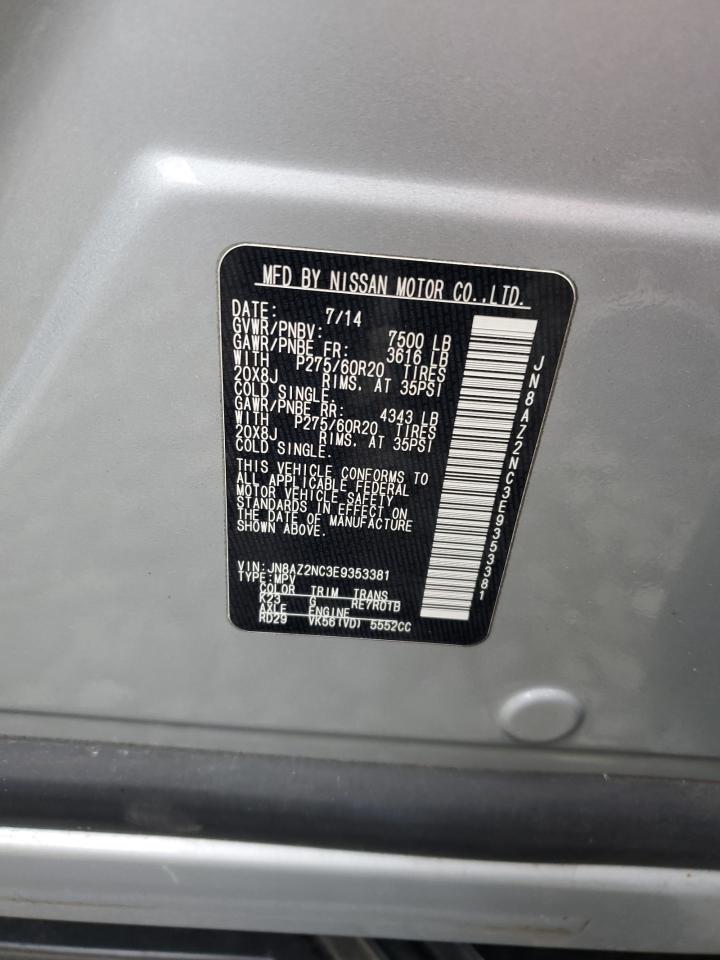 MFD BY NISSAN MOTOR CO.,LTD.
DATE: 7/14
GVWR/PNBV: 7500 LB
GAWR/PNBE FR: 3616 LB
WITH P275/60R20 TIRES
20X8J RIMS. AT 35PSI
COLD SINGLE.
GAWR/PNBE RR: 4343 LB
WITH P275/60R20 TIRES
20X8J RIMS. AT 35PSI
COLD SINGLE.
THIS VEHICLE CONFORMS TO
ALL APPLICABLE FEDERAL
MOTOR VEHICLE SAFETY
STANDARDS IN EFFECT ON
THE DATE OF MANUFACTURE
SHOWN ABOVE.
VIN:JN8AZ2NC3E9353381
TYPE:MPV
COLOR TRIM TRANS
K23 G RE7R01B
AXLE ENGINE
RD29 VK56(VD) 5552CC
JN8AZ2NC3E9353381